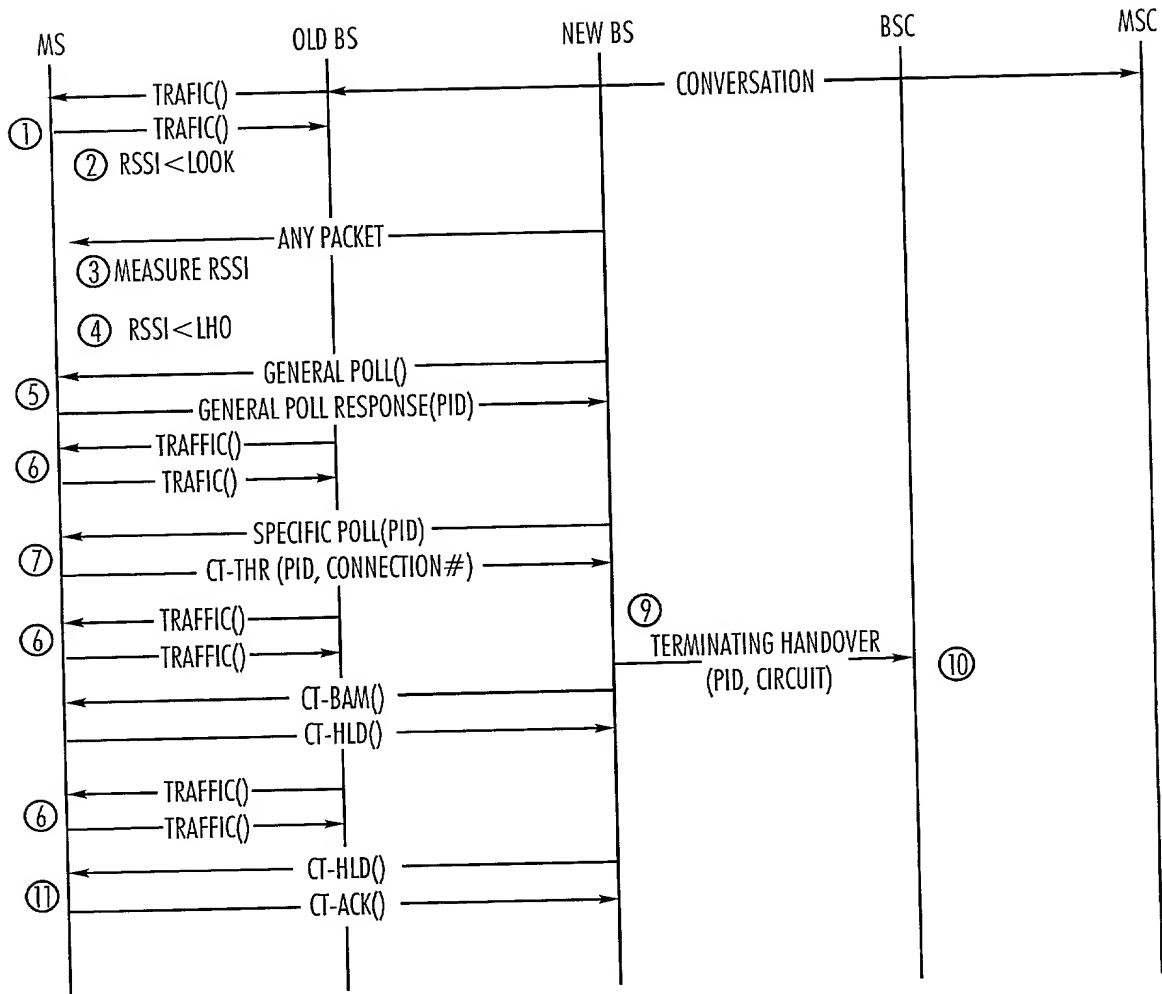 MS OLD BS NEW BS BSC MSC
TRAFIC() CONVERSATION
① TRAFIC()
② RSSI<LOOK
ANY PACKET
③ MEASURE RSSI
④ RSSI<LHO
GENERAL POLL()
⑤
GENERAL POLL RESPONSE(PID)
TRAFFIC()
⑥
TRAFIC()
SPECIFIC POLL(PID)
⑦
CT-THR (PID, CONNECTION#)
TRAFFIC() ⑨
⑥
TRAFFIC() TERMINATING HANDOVER
(PID, CIRCUIT) ⑩
CT-BAM()
CT-HLD()
TRAFFIC()
⑥
TRAFFIC()
CT-HLD()
⑪
CT-ACK()